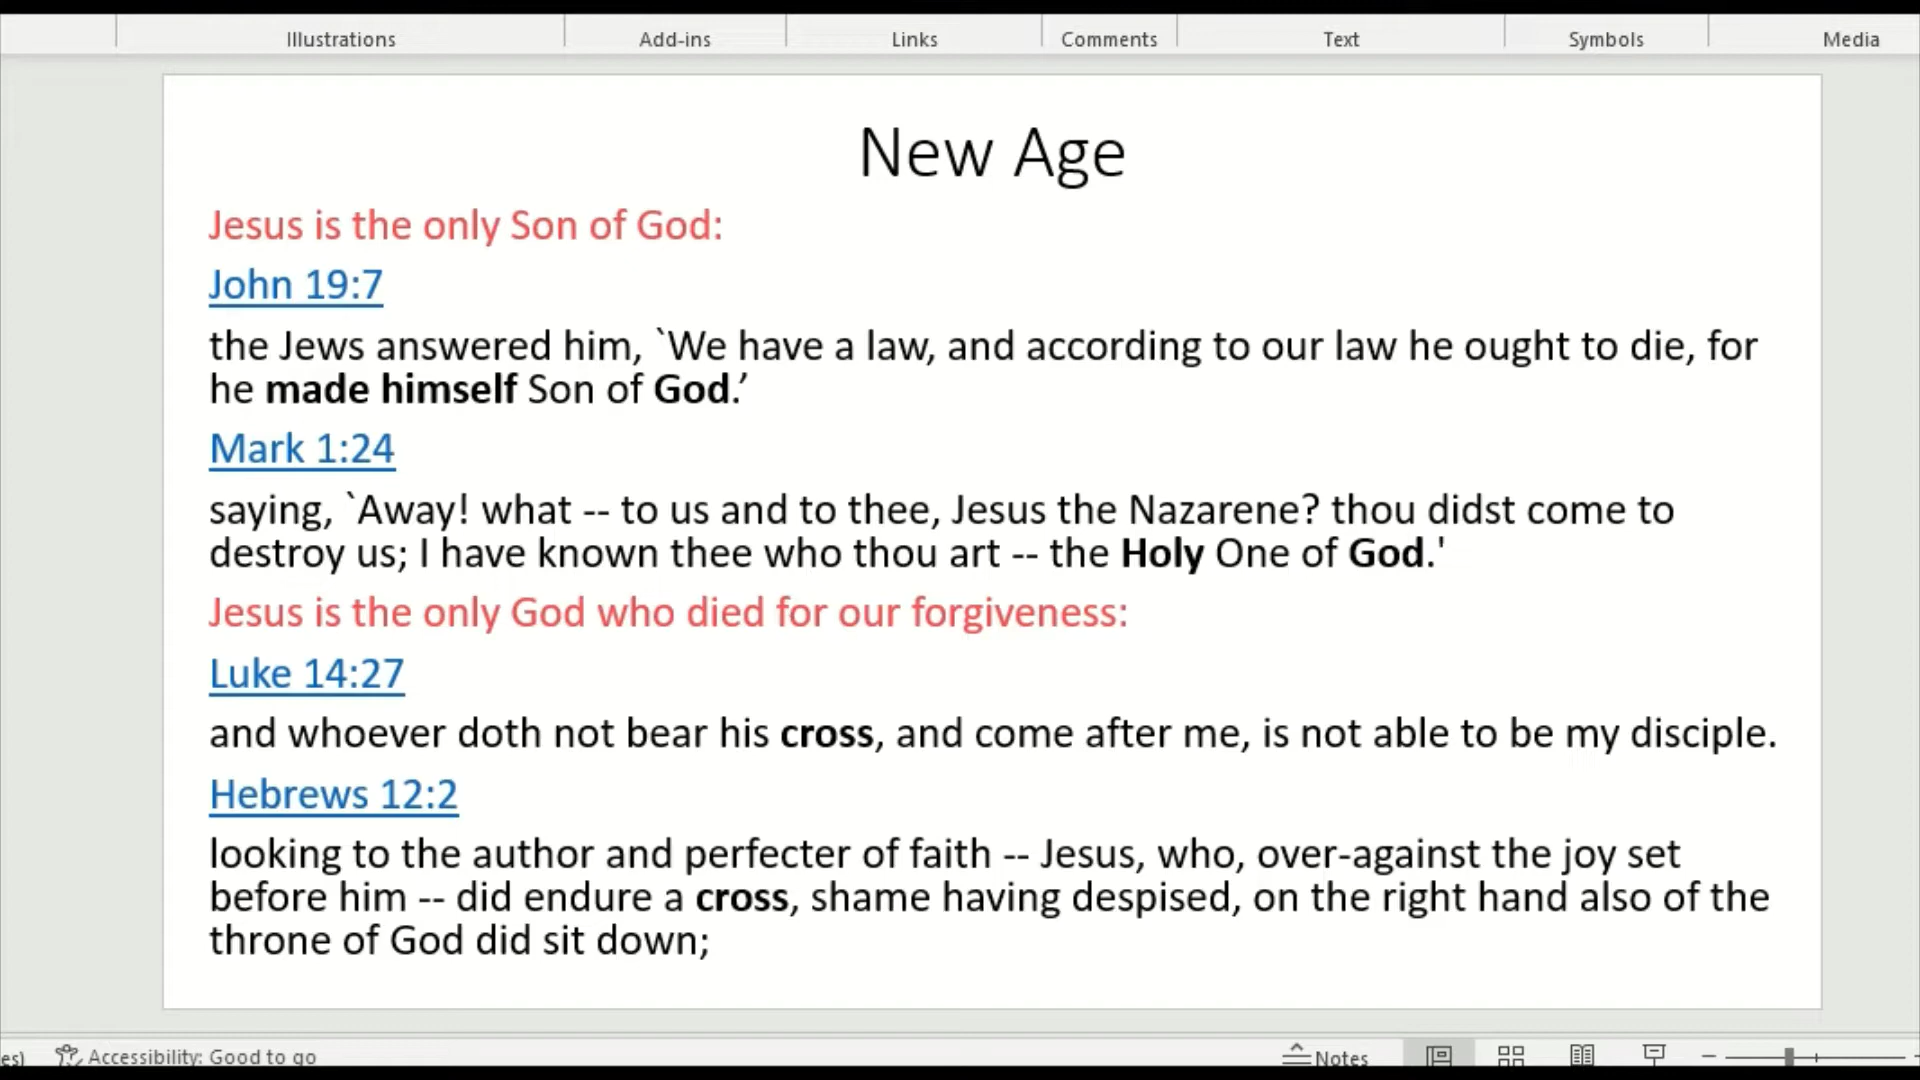 Illustrations Add-ins Links Comments Text Symbols Media
New Age
Jesus is the only Son of God:
John 19:7
the Jews answered him, `We have a law, and according to our law he ought to die, for
he made himself Son of God.’
Mark 1:24
saying, `Away! what -- to us and to thee, Jesus the Nazarene? thou didst come to
destroy us; I have known thee who thou art -- the Holy One of God.'
Jesus is the only God who died for our forgiveness:
Luke 14:27
and whoever doth not bear his cross, and come after me, is not able to be my disciple.
Hebrews 12:2
looking to the author and perfecter of faith -- Jesus, who, over-against the joy set
before him -- did endure a cross, shame having despised, on the right hand also of the
throne of God did sit down;
es) Accessibility: Good to go Notes